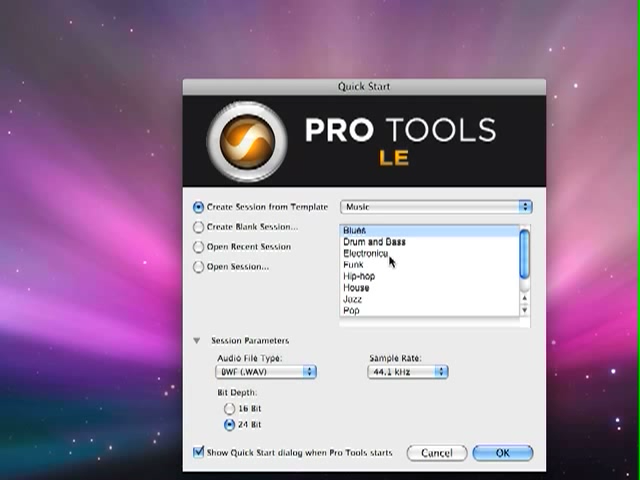 Quick Start
PRO TOOLS
LE
Create Session from Template
Music
Create Blank Session...
Open Recent Session
Open Session...
Blues
Drum and Bass
Electronica
Funk
Hip-hop
House
Jazz
Pop
Session Parameters
Audio File Type:
Sample Rate:
BWF (.WAV)
44.1 kHz
Bit Depth:
16 Bit
24 Bit
Show Quick Start dialog when Pro Tools starts
Cancel
OK